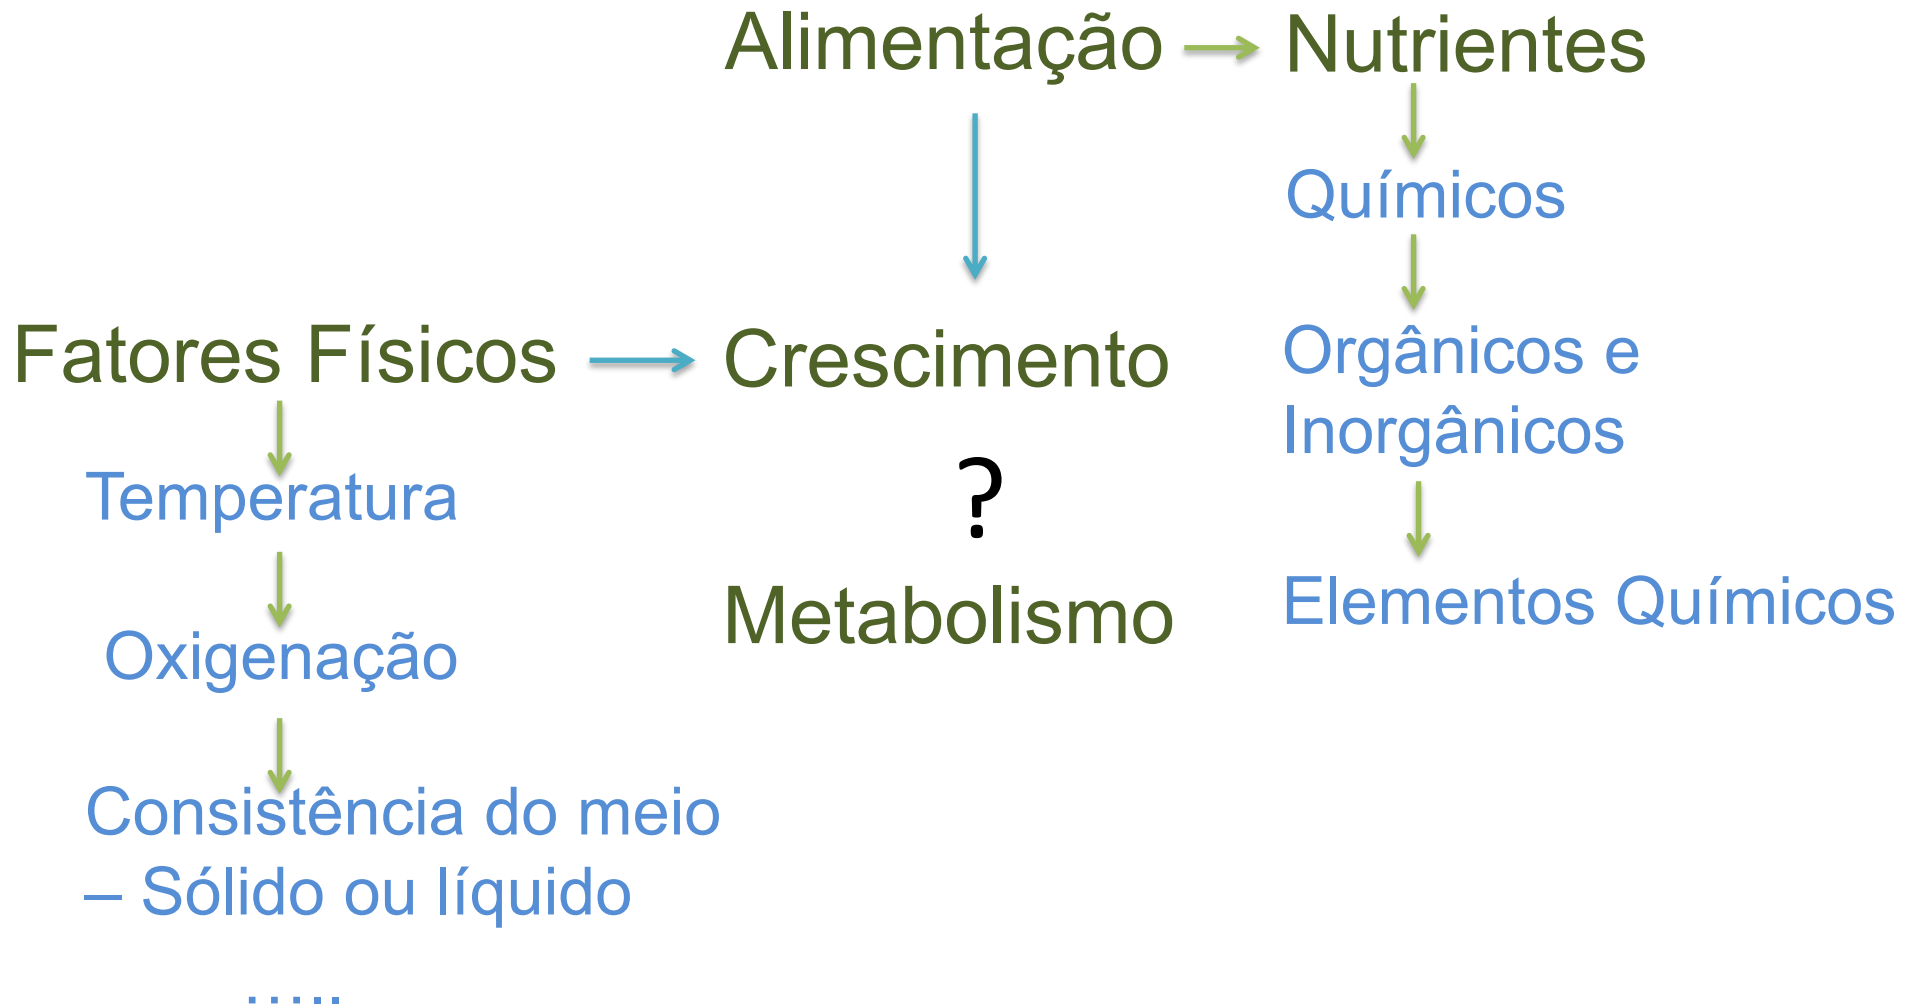 Alimentação
Nutrientes
Químicos
Fatores Físicos
Crescimento
Orgânicos e
Inorgânicos
?
Temperatura
Metabolismo
Elementos Químicos
Oxigenação
Consistência do meio
– Sólido ou líquido